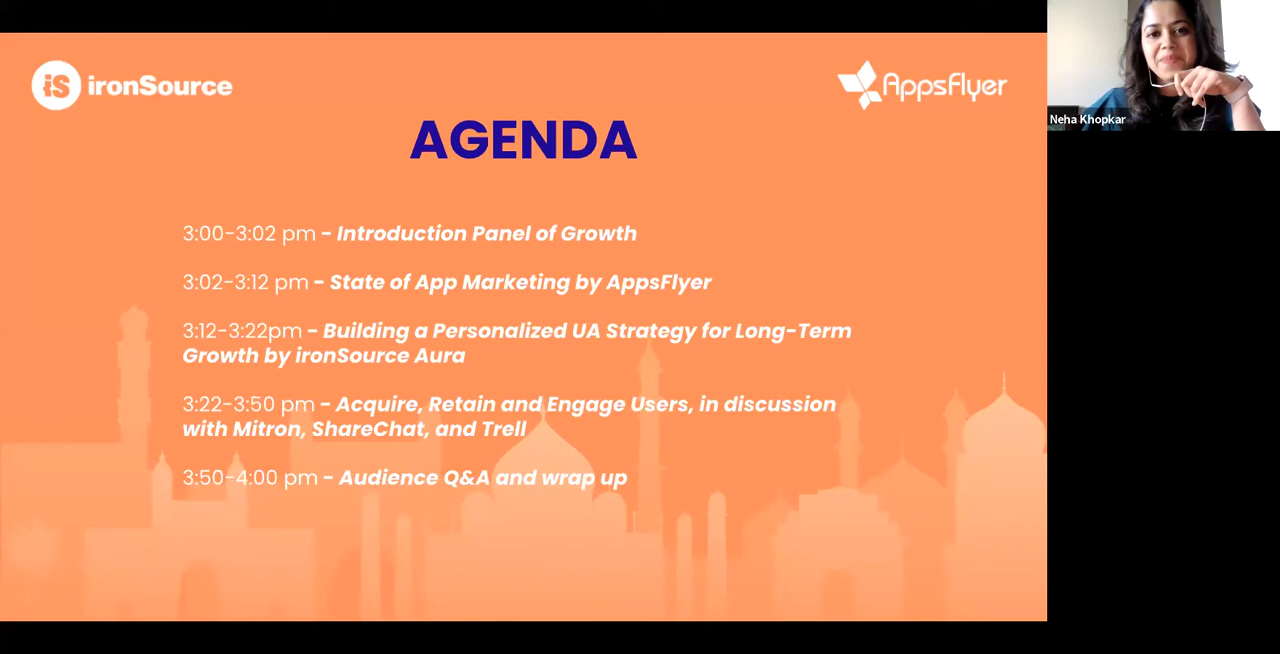 iS ironSource
AppsFlyer
Neha Khopkar
AGENDA
3:00-3:02 pm - Introduction Panel of Growth
3:02-3:12 pm - State of App Marketing by AppsFlyer
3:12-3:22pm - Building a Personalized UA Strategy for Long-Term
Growth by ironSource Aura
3:22-3:50 pm - Acquire, Retain and Engage Users, in discussion
with Mitron, ShareChat, and Trell
3:50-4:00 pm - Audience Q&A and wrap up